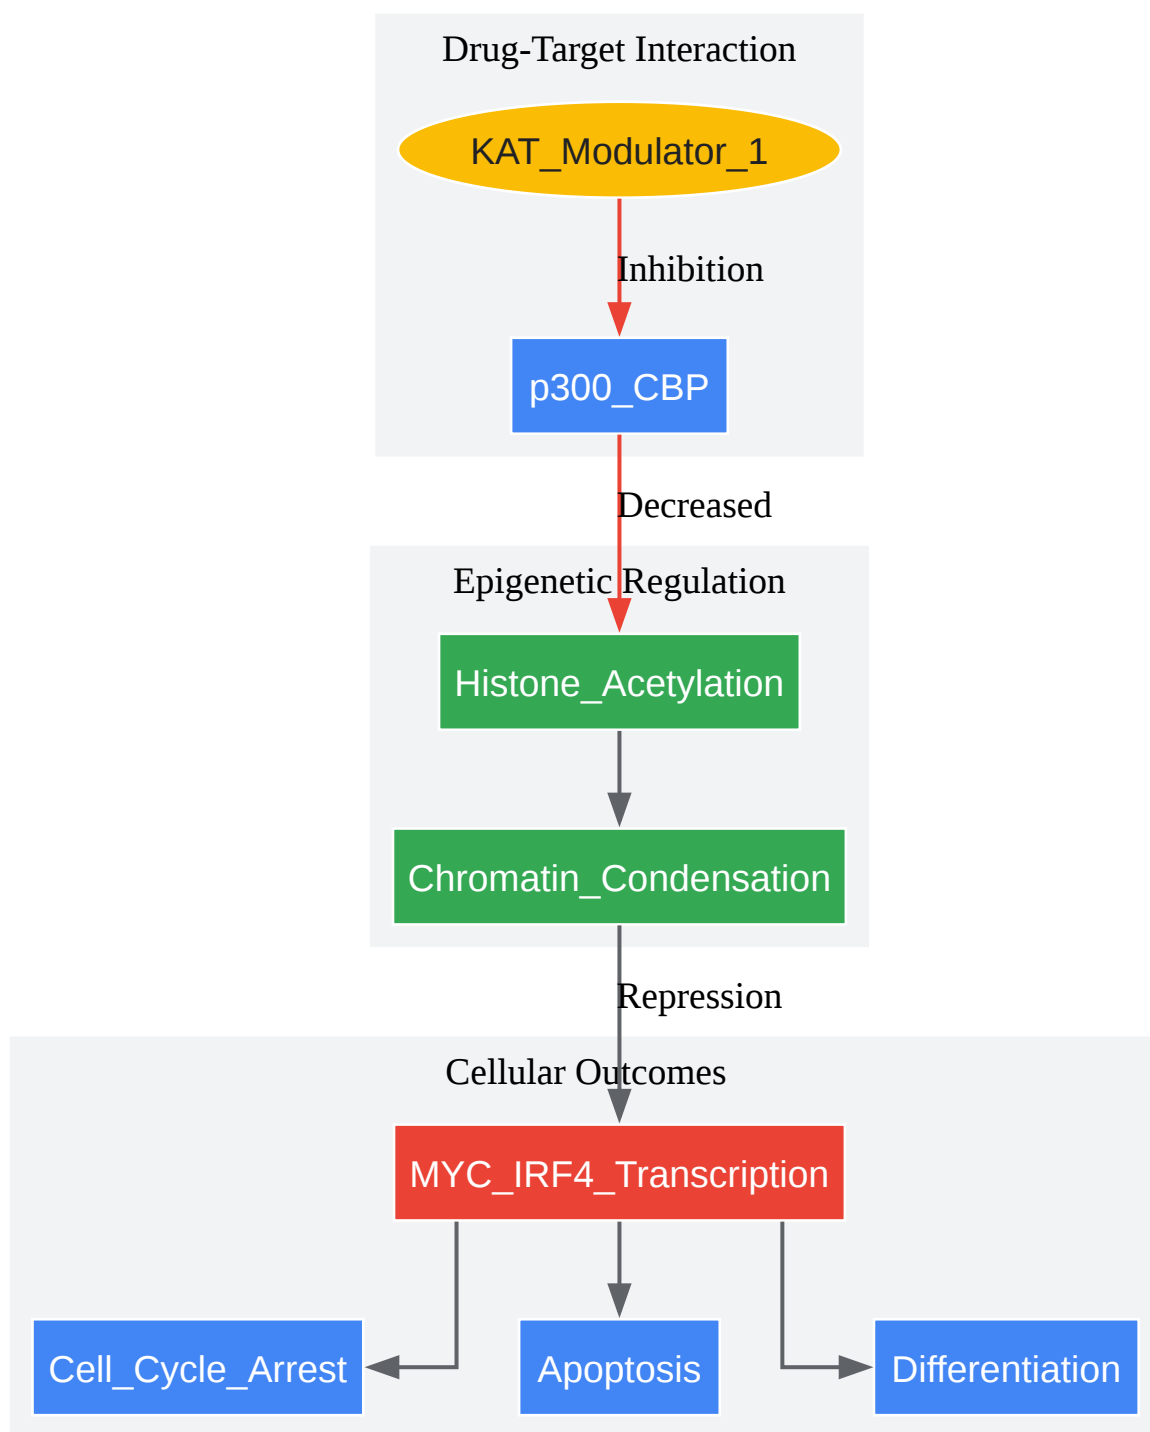 Drug-Target Interaction
KAT_Modulator_1
Inhibition
p300_CBP
Decreased
Epigenetic Regulation
Histone_Acetylation
Chromatin_Condensation
Repression
Cellular Outcomes
MYC_IRF4_Transcription
Cell_Cycle_Arrest
Apoptosis
Differentiation